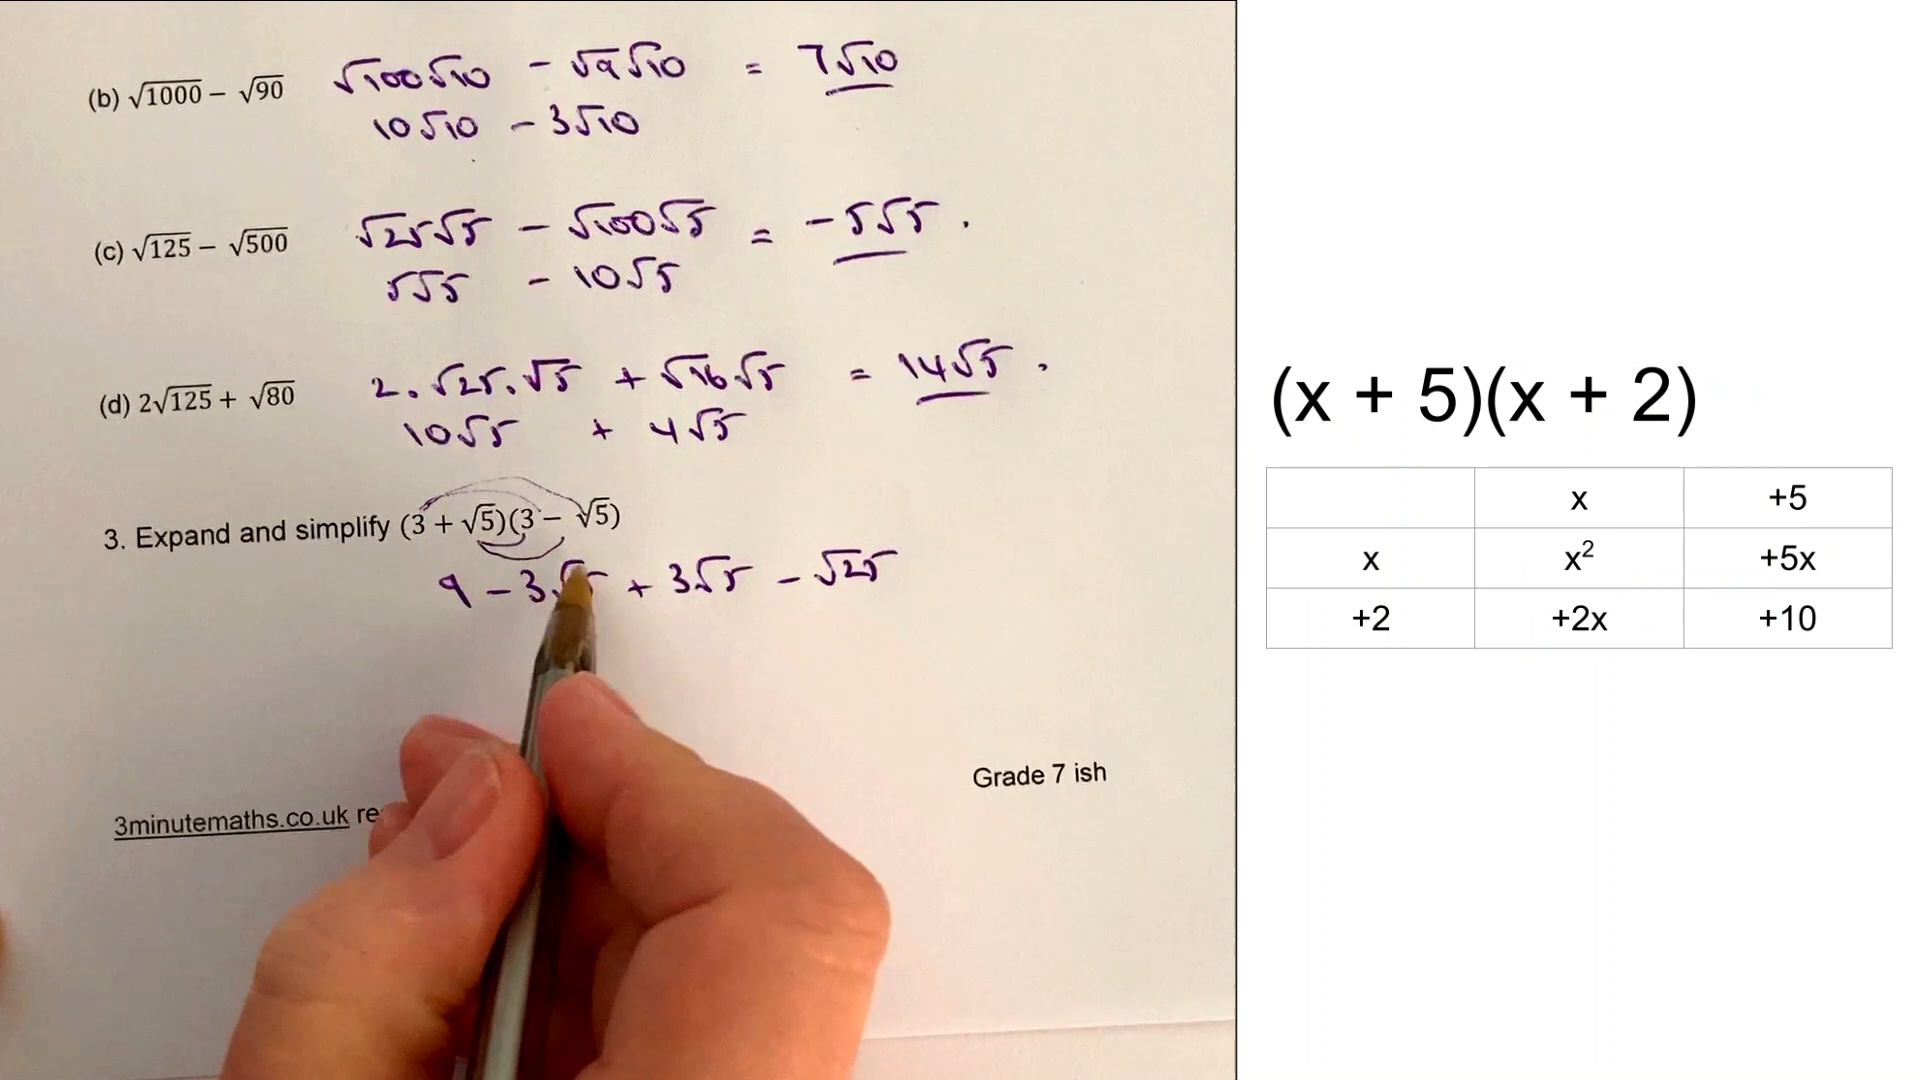 (b) √1000 − √90 √100√10 − √9√10 = 7√10
10√10 − 3√10
(c) √125 − √500 √25√5 − √100√5 = −5√5.
5√5 − 10√5
(d) 2√125 + √80 2.√25.√5 + √16√5 = 14√5.
10√5 + 4√5
3. Expand and simplify (3 + √5)(3 − √5)
9 − 3√5 + 3√5 − √25
Grade 7 ish
3minutemaths.co.uk
(x + 5)(x + 2)
x +5
x x² +5x
+2 +2x +10